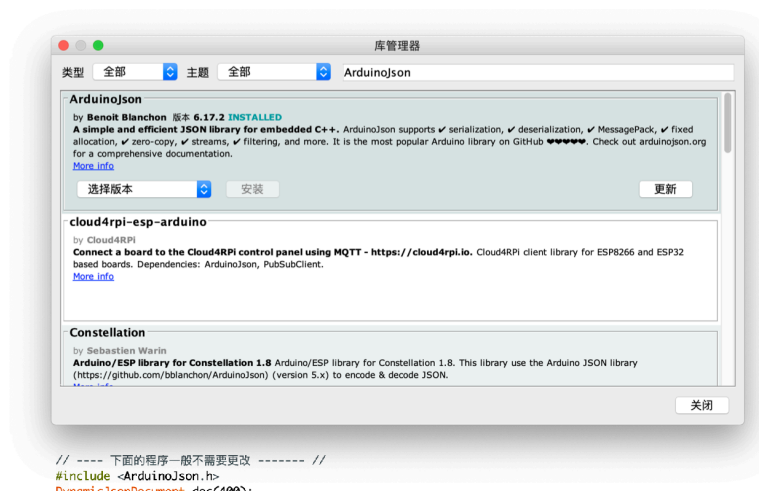 库管理器
类型 全部 主题 全部 ArduinoJson
ArduinoJson
by Benoit Blanchon 版本 6.17.2 INSTALLED
A simple and efficient JSON library for embedded C++. ArduinoJson supports ✔ serialization, ✔ deserialization, ✔ MessagePack, ✔ fixed
allocation, ✔ zero-copy, ✔ streams, ✔ filtering, and more. It is the most popular Arduino library on GitHub ❤❤❤❤❤. Check out arduinojson.org
for a comprehensive documentation.
More info
选择版本 安装 更新
cloud4rpi-esp-arduino
by Cloud4RPi
Connect a board to the Cloud4RPi control panel using MQTT - https://cloud4rpi.io. Cloud4RPi client library for ESP8266 and ESP32
based boards. Dependencies: ArduinoJson, PubSubClient.
More info
Constellation
by Sebastien Warin
Arduino/ESP library for Constellation 1.8 Arduino/ESP library for Constellation 1.8. This library use the Arduino JSON library
(https://github.com/bblanchon/ArduinoJson) (version 5.x) to encode & decode JSON.
More info
关闭
// ---- 下面的程序一般不需要更改 ------- //
#include <ArduinoJson.h>
DynamicJsonDocument doc(400);